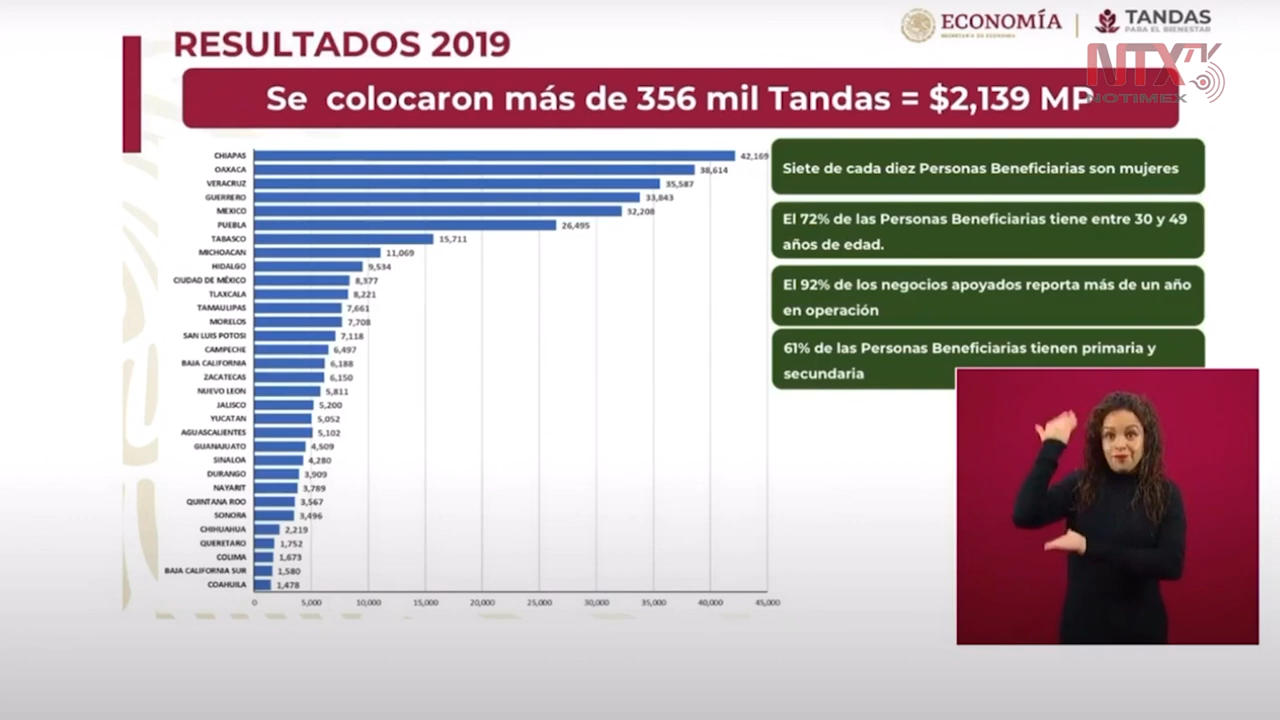 ECONOMÍA
SECRETARÍA DE ECONOMÍA
TANDAS
PARA EL BIENESTAR
NTX TV
NOTIMEX
RESULTADOS 2019
Se colocaron más de 356 mil Tandas = $2,139 MP
CHIAPAS 42,169
OAXACA 38,614
VERACRUZ 35,587
GUERRERO 33,843
MEXICO 32,208
PUEBLA 26,495
TABASCO 15,711
MICHOACAN 11,069
HIDALGO 9,534
CIUDAD DE MÉXICO 8,377
TLAXCALA 8,221
TAMAULIPAS 7,661
MORELOS 7,708
SAN LUIS POTOSI 7,118
CAMPECHE 6,497
BAJA CALIFORNIA 6,188
ZACATECAS 6,150
NUEVO LEON 5,811
JALISCO 5,200
YUCATAN 5,052
AGUASCALIENTES 5,102
GUANAJUATO 4,509
SINALOA 4,280
DURANGO 3,909
NAYARIT 3,789
QUINTANA ROO 3,567
SONORA 3,496
CHIHUAHUA 2,219
QUERETARO 1,752
COLIMA 1,673
BAJA CALIFORNIA SUR 1,580
COAHUILA 1,478
0 5,000 10,000 15,000 20,000 25,000 30,000 35,000 40,000 45,000
Siete de cada diez Personas Beneficiarias son mujeres
El 72% de las Personas Beneficiarias tiene entre 30 y 49
años de edad.
El 92% de los negocios apoyados reporta más de un año
en operación
61% de las Personas Beneficiarias tienen primaria y
secundaria